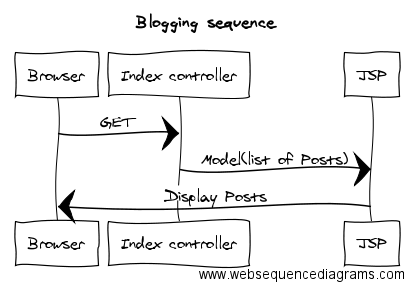 Blogging sequence
Browser Index controller JSP
GET
Model(list of Posts)
Display Posts
Browser Index controller JSP
www.websequencediagrams.com